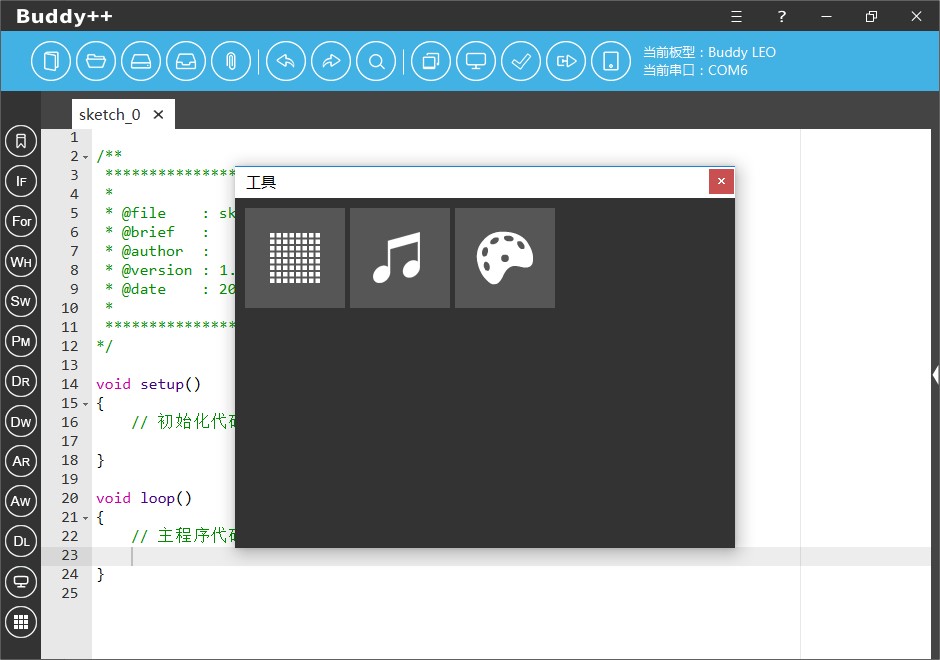 Buddy++
?
当前板型：Buddy LEO
当前串口：COM6
sketch_0
工具
IF
For
WH
SW
PM
DR
DW
AR
AW
DL
1
2 /**
3 ***************
4 *
5 * @file : sk
6 * @brief :
7 * @author :
8 * @version : 1.
9 * @date : 20
10 *
11 ***************
12 */
13
14 void setup()
15 {
16 // 初始化代码
17
18 }
19
20 void loop()
21 {
22 // 主程序代码
23
24 }
25